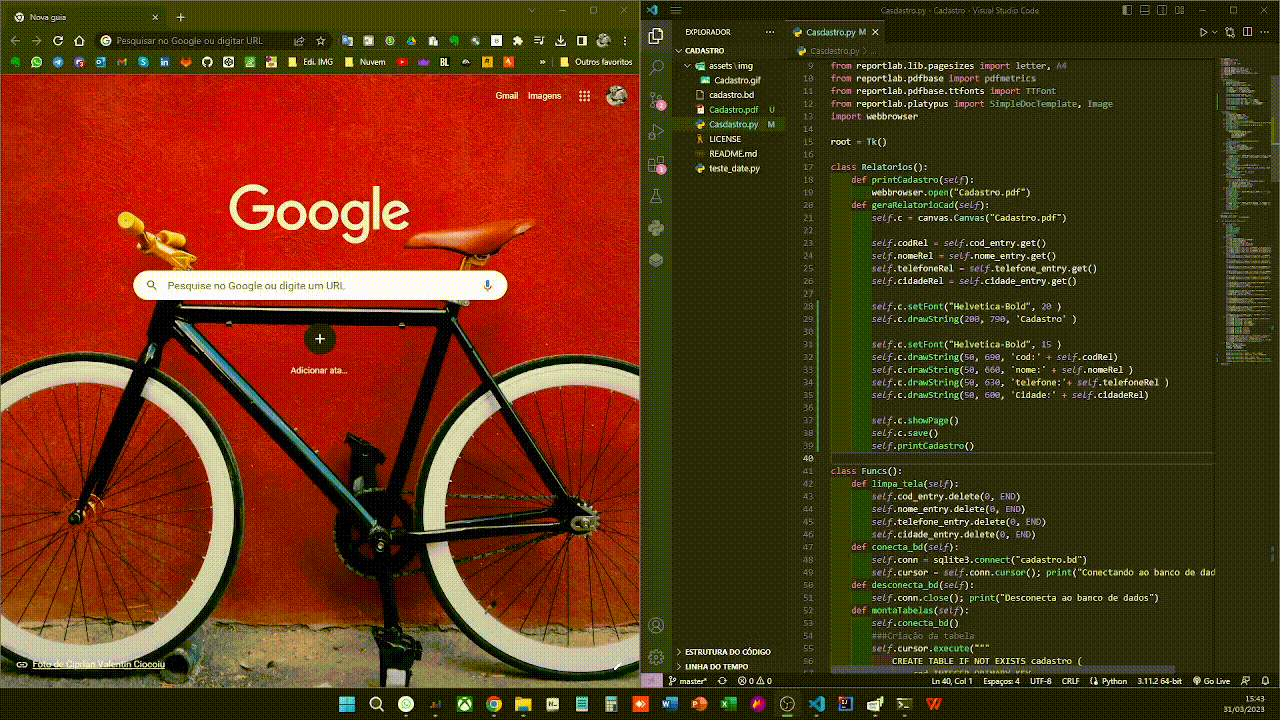 Nova guia
Pesquisar no Google ou digitar URL
Edi. IMG
Nuvem
BL
Outros favoritos
Gmail
Imagens
Google
Pesquise no Google ou digite um URL
Adicionar ata...
Foto de Ciprian Valentin Ciocoiu
Casdastro.py - Cadastro - Visual Studio Code
EXPLORADOR
CADASTRO
assets\img
Cadastro.gif
cadastro.bd
Cadastro.pdf U
Casdastro.py M
LICENSE
README.md
teste_date.py
ESTRUTURA DO CÓDIGO
LINHA DO TEMPO
Casdastro.py M
Casdastro.py > ...
9 from reportlab.lib.pagesizes import letter, A4
10 from reportlab.pdfbase import pdfmetrics
11 from reportlab.pdfbase.ttfonts import TTFont
12 from reportlab.platypus import SimpleDocTemplate, Image
13 import webbrowser
14
15 root = Tk()
16
17 class Relatorios():
18 def printCadastro(self):
19 webbrowser.open("Cadastro.pdf")
20 def geraRelatorioCad(self):
21 self.c = canvas.Canvas("Cadastro.pdf")
22
23 self.codRel = self.cod_entry.get()
24 self.nomeRel = self.nome_entry.get()
25 self.telefoneRel = self.telefone_entry.get()
26 self.cidadeRel = self.cidade_entry.get()
27
28 self.c.setFont("Helvetica-Bold", 20 )
29 self.c.drawString(200, 790, 'Cadastro' )
30
31 self.c.setFont("Helvetica-Bold", 15 )
32 self.c.drawString(50, 690, 'cod:' + self.codRel)
33 self.c.drawString(50, 660, 'nome:' + self.nomeRel )
34 self.c.drawString(50, 630, 'telefone:'+ self.telefoneRel )
35 self.c.drawString(50, 600, 'Cidade:' + self.cidadeRel)
36
37 self.c.showPage()
38 self.c.save()
39 self.printCadastro()
40
41 class Funcs():
42 def limpa_tela(self):
43 self.cod_entry.delete(0, END)
44 self.nome_entry.delete(0, END)
45 self.telefone_entry.delete(0, END)
46 self.cidade_entry.delete(0, END)
47 def conecta_bd(self):
48 self.conn = sqlite3.connect("cadastro.bd")
49 self.cursor = self.conn.cursor(); print("Conectando ao banco de dad
50 def desconecta_bd(self):
51 self.conn.close(); print("Desconecta ao banco de dados")
52 def montaTabelas(self):
53 self.conecta_bd()
54 ###Criação da tabela
55 self.cursor.execute("""
56 CREATE TABLE IF NOT EXISTS cadastro (
master*
0
0
Ln 40, Col 1
Espaços: 4
UTF-8
CRLF
Python
3.11.2 64-bit
Go Live
15:43
31/03/2023